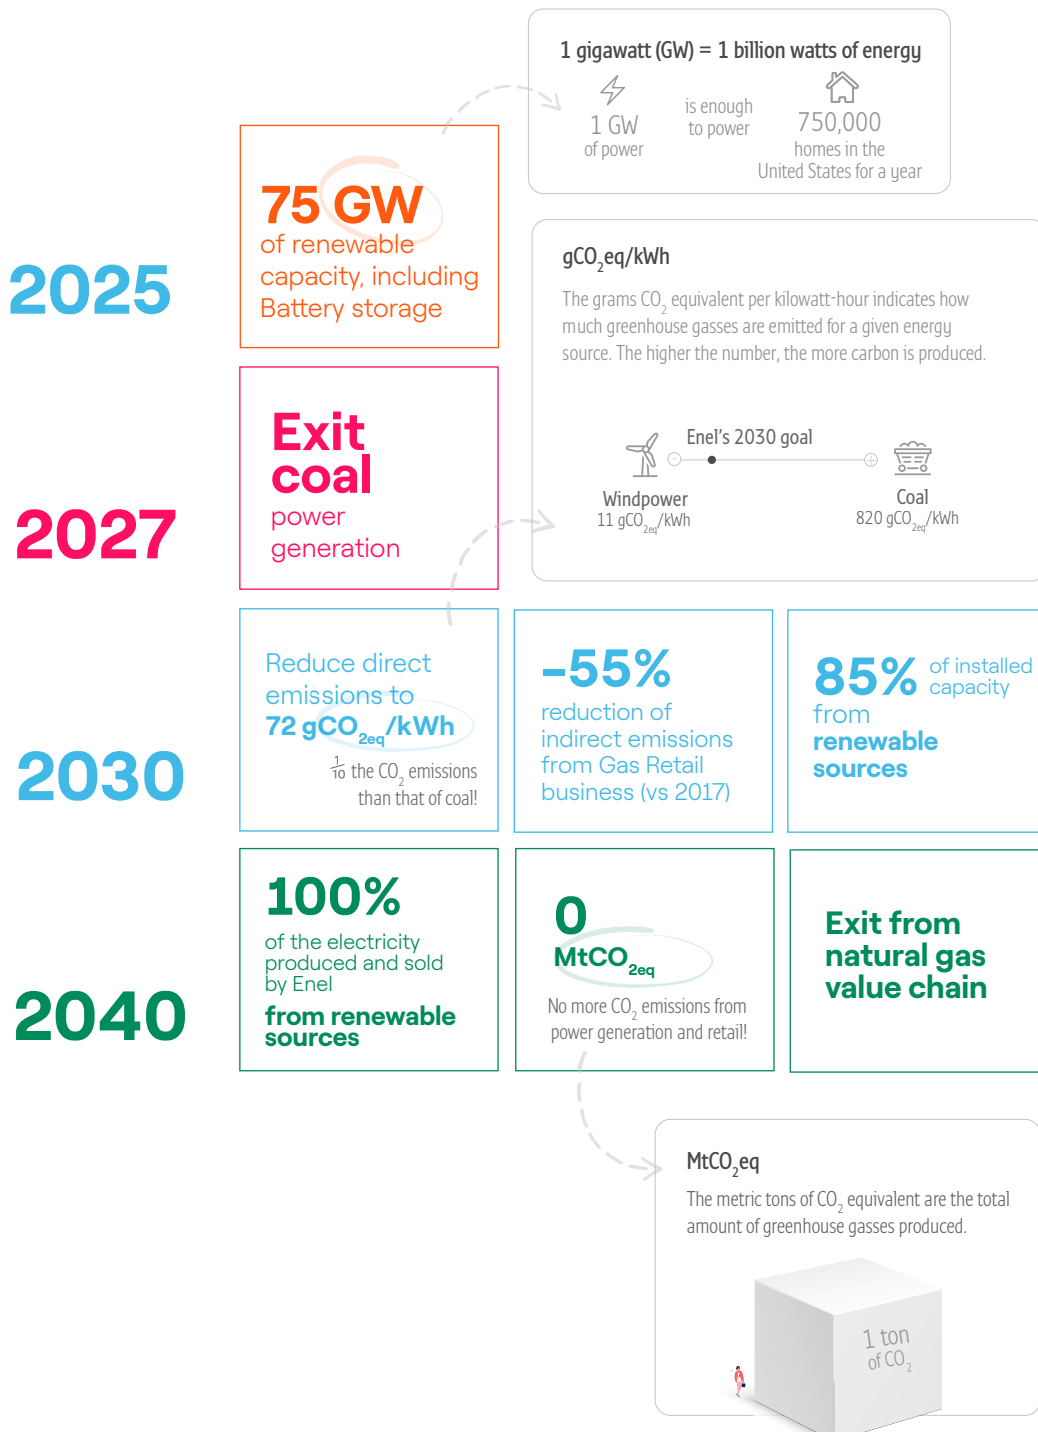 1 gigawatt (GW) = 1 billion watts of energy
1 GW
of power
is enough
to power
750,000
homes in the
United States for a year
2025
75 GW
of renewable
capacity, including
Battery storage
gCO2eq/kWh
The grams CO2 equivalent per kilowatt-hour indicates how
much greenhouse gasses are emitted for a given energy
source. The higher the number, the more carbon is produced.
Enel's 2030 goal
Windpower
11 gCO2eq/kWh
Coal
820 gCO2eq/kWh
2027
Exit
coal
power
generation
2030
Reduce direct
emissions to
72 gCO2eq/kWh
1/10 the CO2 emissions
than that of coal!
-55%
reduction of
indirect emissions
from Gas Retail
business (vs 2017)
85% of installed
capacity
from
renewable
sources
2040
100%
of the electricity
produced and sold
by Enel
from renewable
sources
0
MtCO2eq
No more CO2 emissions from
power generation and retail!
Exit from
natural gas
value chain
MtCO2eq
The metric tons of CO2 equivalent are the total
amount of greenhouse gasses produced.
1 ton
of CO2